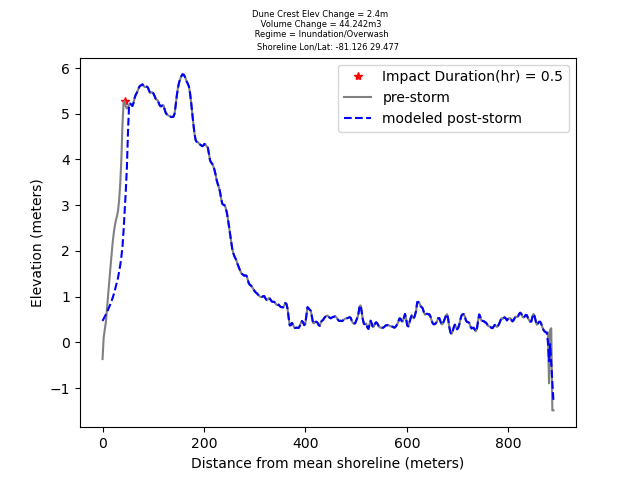 Dune Crest Elev Change = 2.4m
Volume Change = 44.242m3
Regime = Inundation/Overwash
Shoreline Lon/Lat: -81.126 29.477
Impact Duration(hr) = 0.5
pre-storm
modeled post-storm
6
5
4
3
2
1
0
−1
Elevation (meters)
0 200 400 600 800
Distance from mean shoreline (meters)